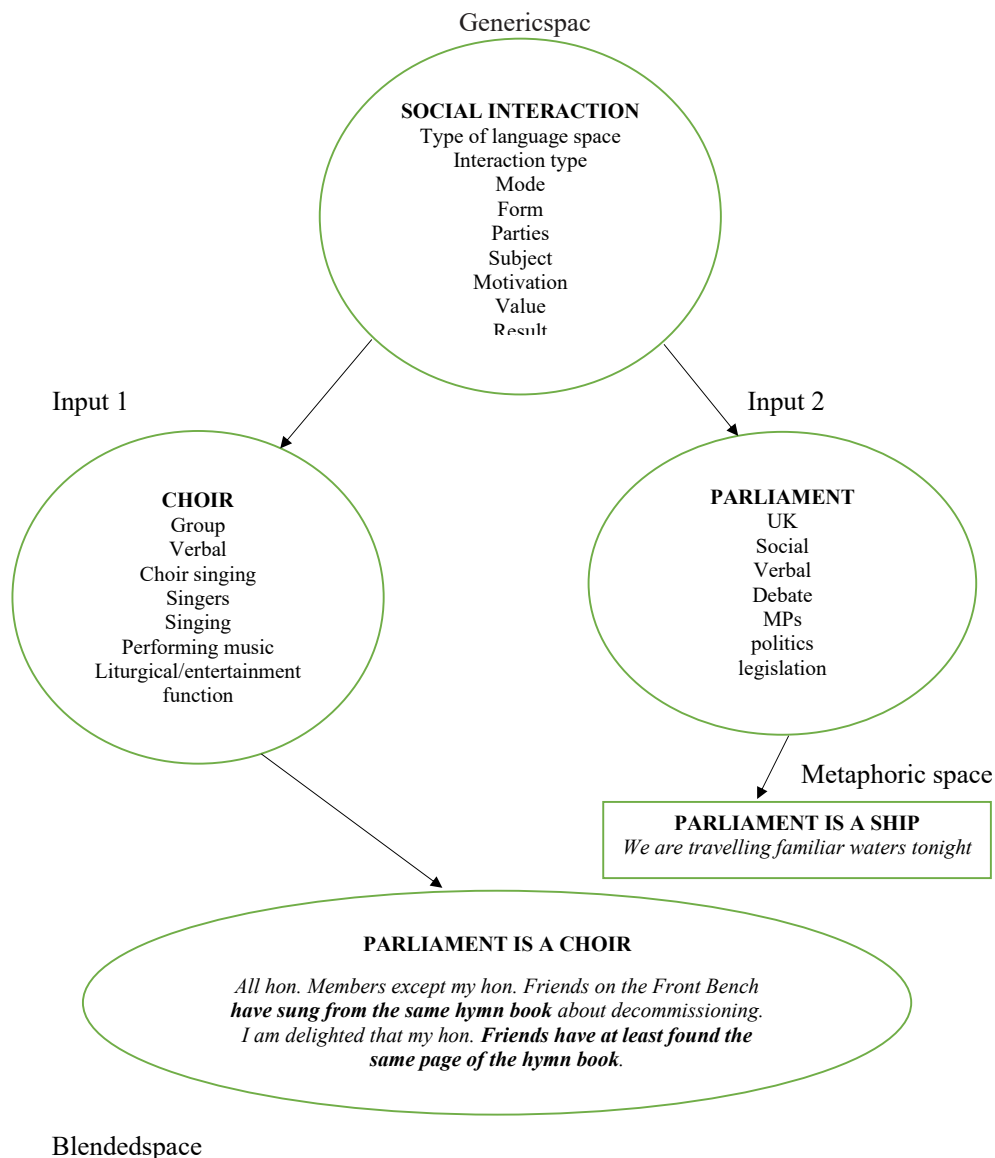 Genericspac
SOCIAL INTERACTION
Type of language space
Interaction type
Mode
Form
Parties
Subject
Motivation
Value
Result
Input 1
Input 2
CHOIR
Group
Verbal
Choir singing
Singers
Singing
Performing music
Liturgical/entertainment
function
PARLIAMENT
UK
Social
Verbal
Debate
MPs
politics
legislation
Metaphoric space
PARLIAMENT IS A SHIP
We are travelling familiar waters tonight
PARLIAMENT IS A CHOIR
All hon. Members except my hon. Friends on the Front Bench
have sung from the same hymn book about decommissioning.
I am delighted that my hon. Friends have at least found the
same page of the hymn book.
Blendedspace